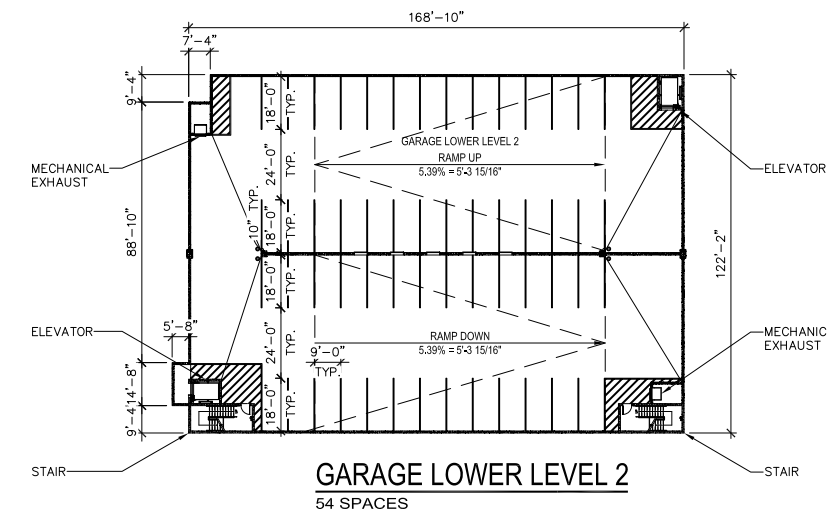 168'-10"
7'-4"
9'-4"
18'-0"
TYP.
GARAGE LOWER LEVEL 2
RAMP UP
5.39% = 5'-3 15/16"
24'-0"
TYP.
MECHANICAL
EXHAUST
ELEVATOR
10" TYP.
18'-0"
TYP.
88'-10"
122'-2"
18'-0"
TYP.
ELEVATOR
5'-8"
24'-0"
TYP.
RAMP DOWN
5.39% = 5'-3 15/16"
9'-0"
TYP.
MECHANIC
EXHAUST
14'-8"
18'-0"
TYP.
9'-4"
STAIR
STAIR
GARAGE LOWER LEVEL 2
54 SPACES